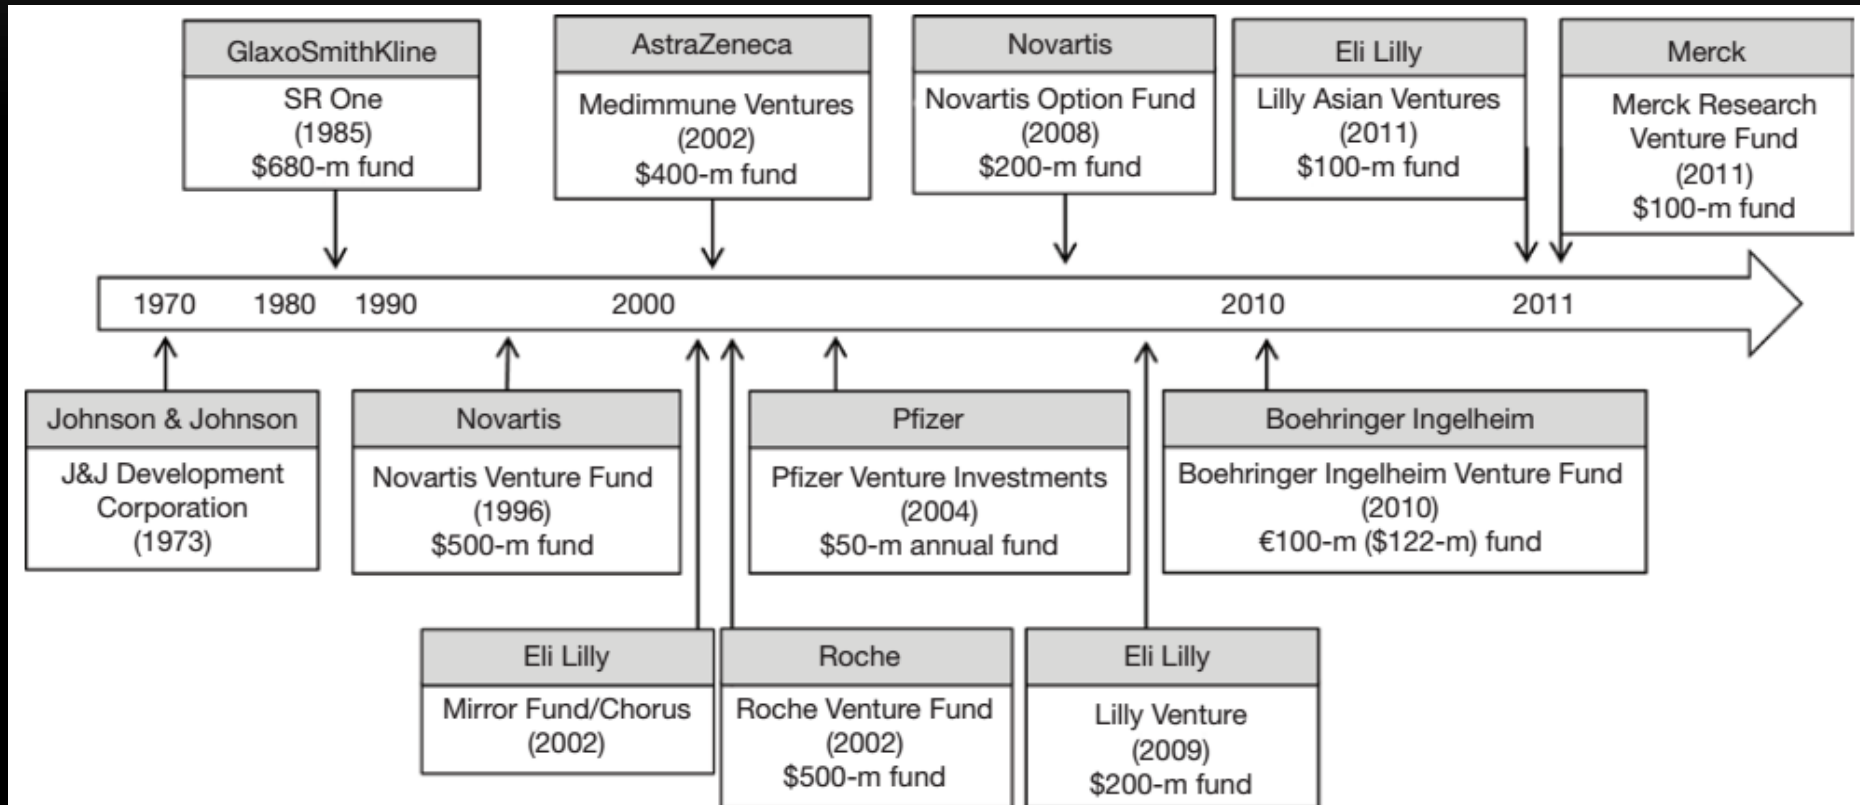 GlaxoSmithKline
SR One
(1985)
$680-m fund
AstraZeneca
Medimmune Ventures
(2002)
$400-m fund
Novartis
Novartis Option Fund
(2008)
$200-m fund
Eli Lilly
Lilly Asian Ventures
(2011)
$100-m fund
Merck
Merck Research
Venture Fund
(2011)
$100-m fund
1970 1980 1990 2000 2010 2011
Johnson & Johnson
J&J Development
Corporation
(1973)
Novartis
Novartis Venture Fund
(1996)
$500-m fund
Pfizer
Pfizer Venture Investments
(2004)
$50-m annual fund
Boehringer Ingelheim
Boehringer Ingelheim Venture Fund
(2010)
€100-m ($122-m) fund
Eli Lilly
Mirror Fund/Chorus
(2002)
Roche
Roche Venture Fund
(2002)
$500-m fund
Eli Lilly
Lilly Venture
(2009)
$200-m fund